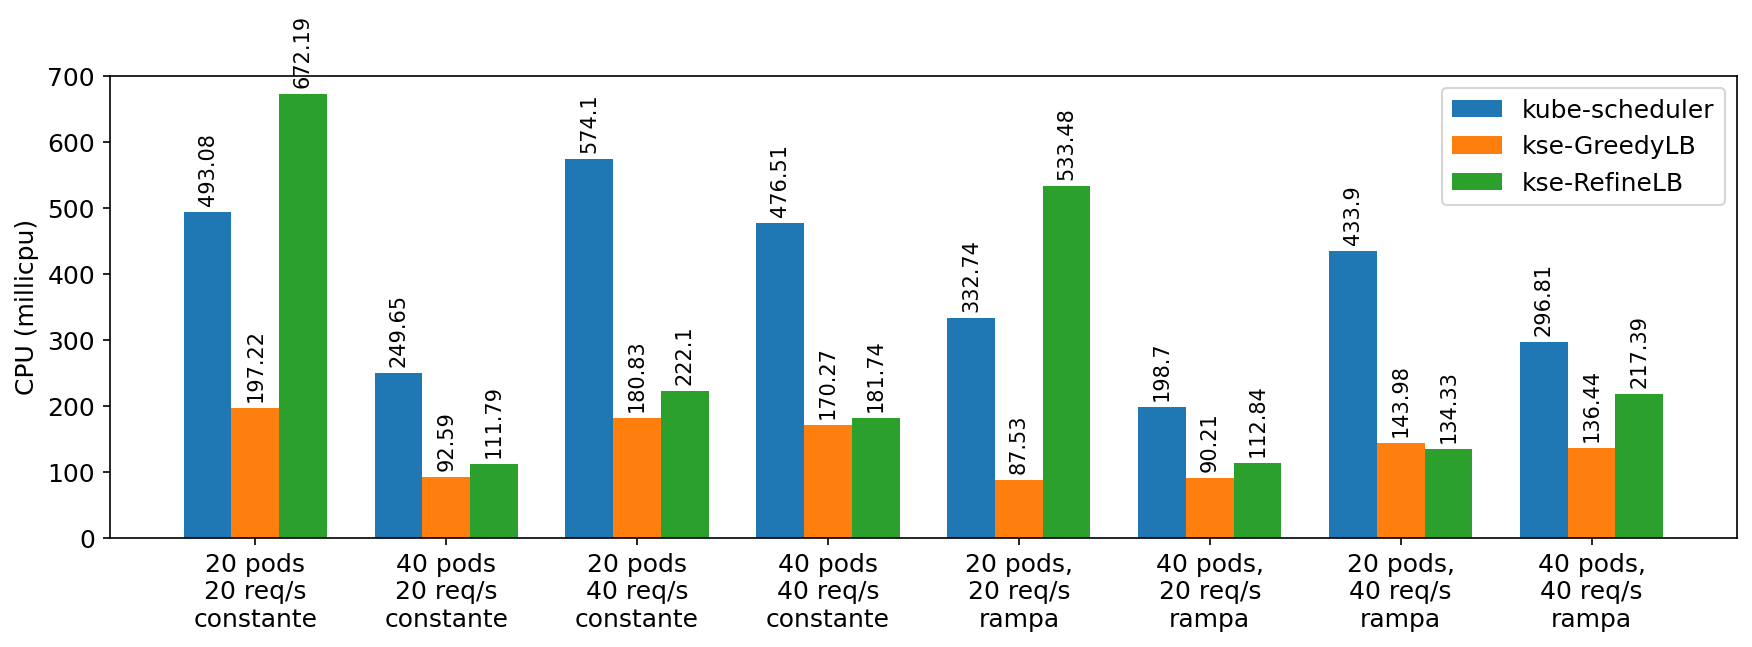 672.19
700
600
500
400
300
200
100
0
CPU (millicpu)
493.08
197.22
249.65
92.59
111.79
574.1
180.83
222.1
476.51
170.27
181.74
332.74
87.53
533.48
198.7
90.21
112.84
433.9
143.98
134.33
296.81
136.44
217.39
kube-scheduler
kse-GreedyLB
kse-RefineLB
20 pods
20 req/s
constante
40 pods
20 req/s
constante
20 pods
40 req/s
constante
40 pods
40 req/s
constante
20 pods,
20 req/s
rampa
40 pods,
20 req/s
rampa
20 pods,
40 req/s
rampa
40 pods,
40 req/s
rampa